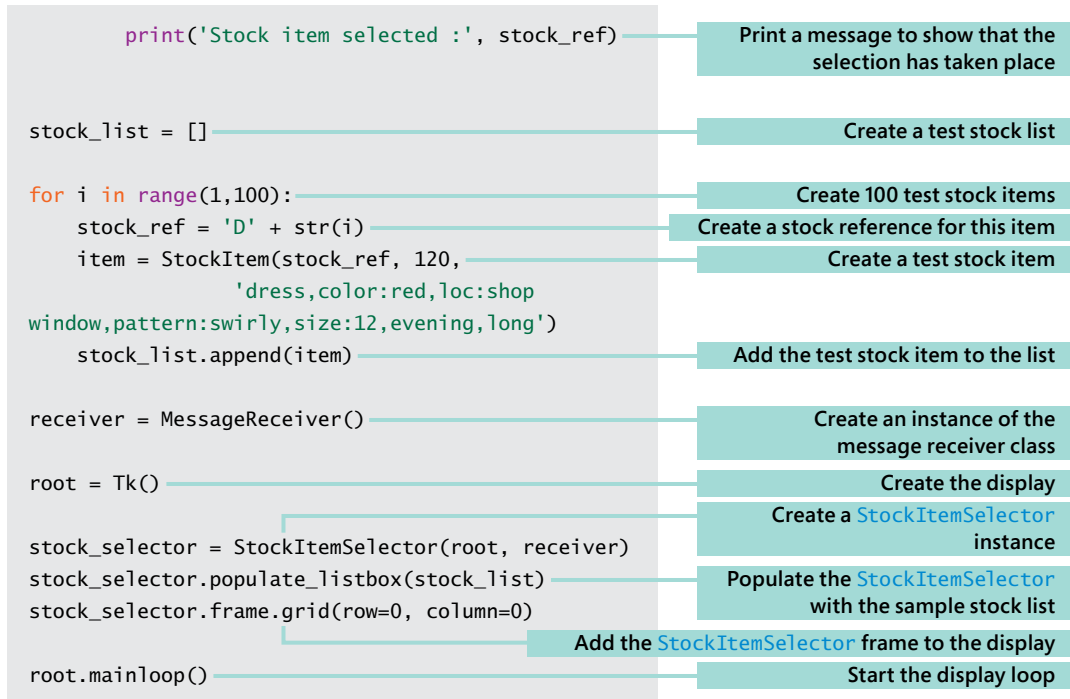 print('Stock item selected :', stock_ref)
Print a message to show that the
selection has taken place
stock_list = []
Create a test stock list
for i in range(1,100):
Create 100 test stock items
stock_ref = 'D' + str(i)
Create a stock reference for this item
item = StockItem(stock_ref, 120,
Create a test stock item
'dress,color:red,loc:shop
window,pattern:swirly,size:12,evening,long')
stock_list.append(item)
Add the test stock item to the list
receiver = MessageReceiver()
Create an instance of the
message receiver class
root = Tk()
Create the display
Create a StockItemSelector
instance
stock_selector = StockItemSelector(root, receiver)
stock_selector.populate_listbox(stock_list)
Populate the StockItemSelector
with the sample stock list
stock_selector.frame.grid(row=0, column=0)
Add the StockItemSelector frame to the display
root.mainloop()
Start the display loop